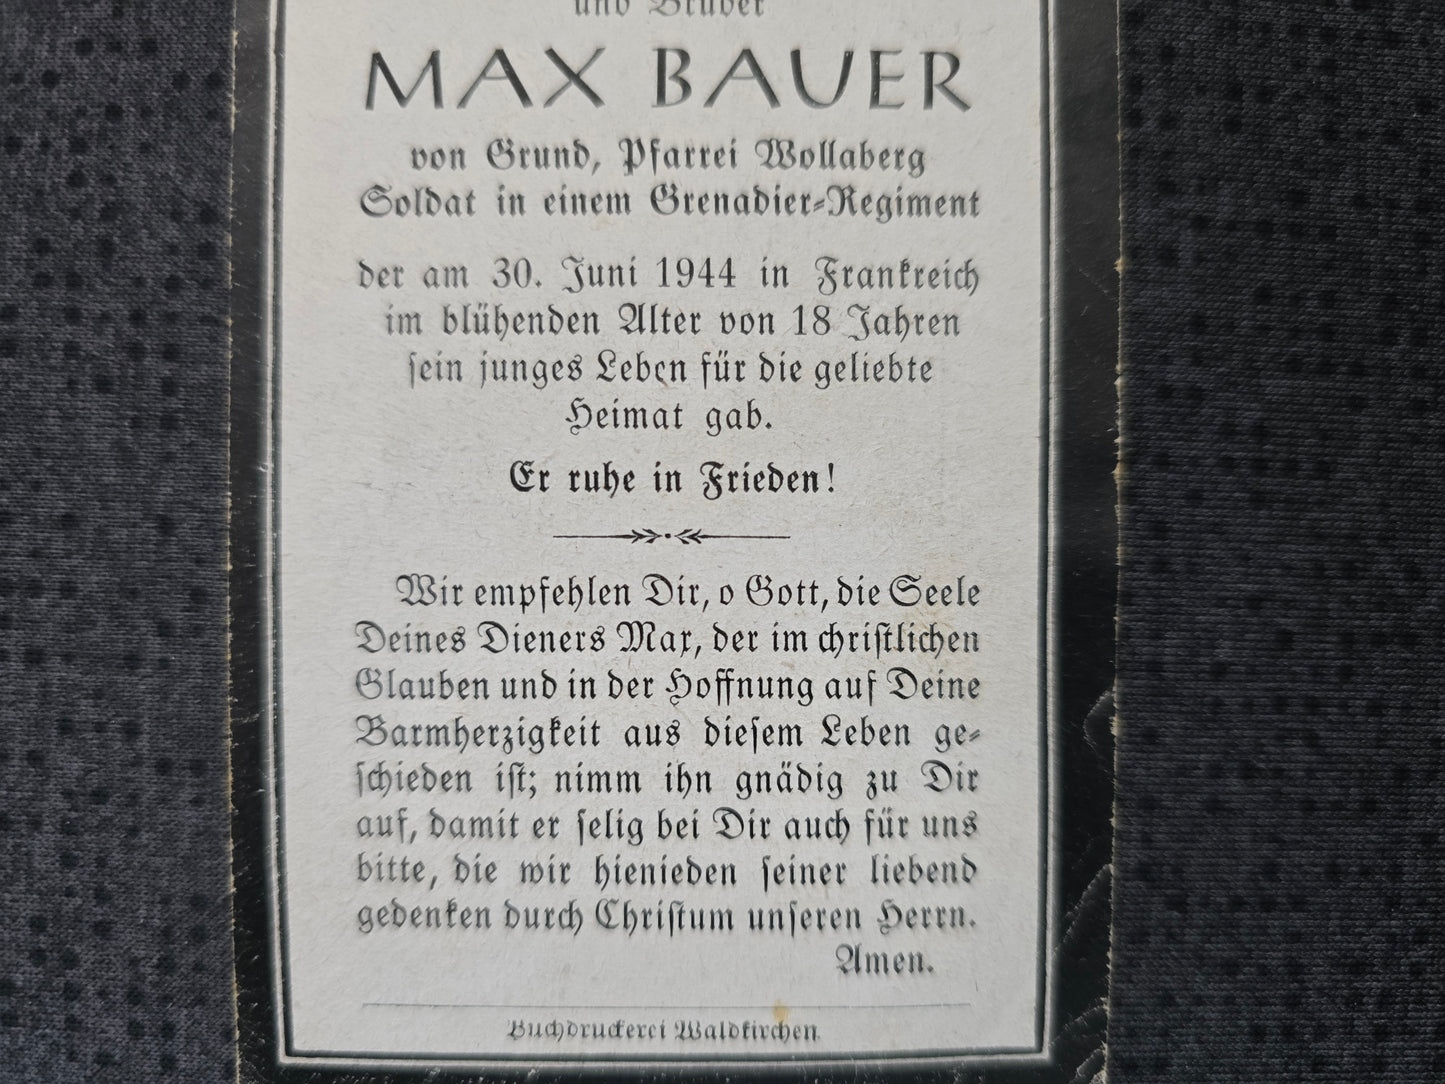 und Bruder
MAX BAUER
von Grund, Pfarrei Wollaberg
Soldat in einem Grenadier-Regiment
der am 30. Juni 1944 in Frankreich
im blühenden Alter von 18 Jahren
sein junges Leben für die geliebte
Heimat gab.
Er ruhe in Frieden!
Wir empfehlen Dir, o Gott, die Seele
Deines Dieners Max, der im christlichen
Glauben und in der Hoffnung auf Deine
Barmherzigkeit aus diesem Leben ge-
schieden ist; nimm ihn gnädig zu Dir
auf, damit er selig bei Dir auch für uns
bitte, die wir hienieden seiner liebend
gedenken durch Christum unseren Herrn.
Amen.
Buchdruckerei Waldkirchen